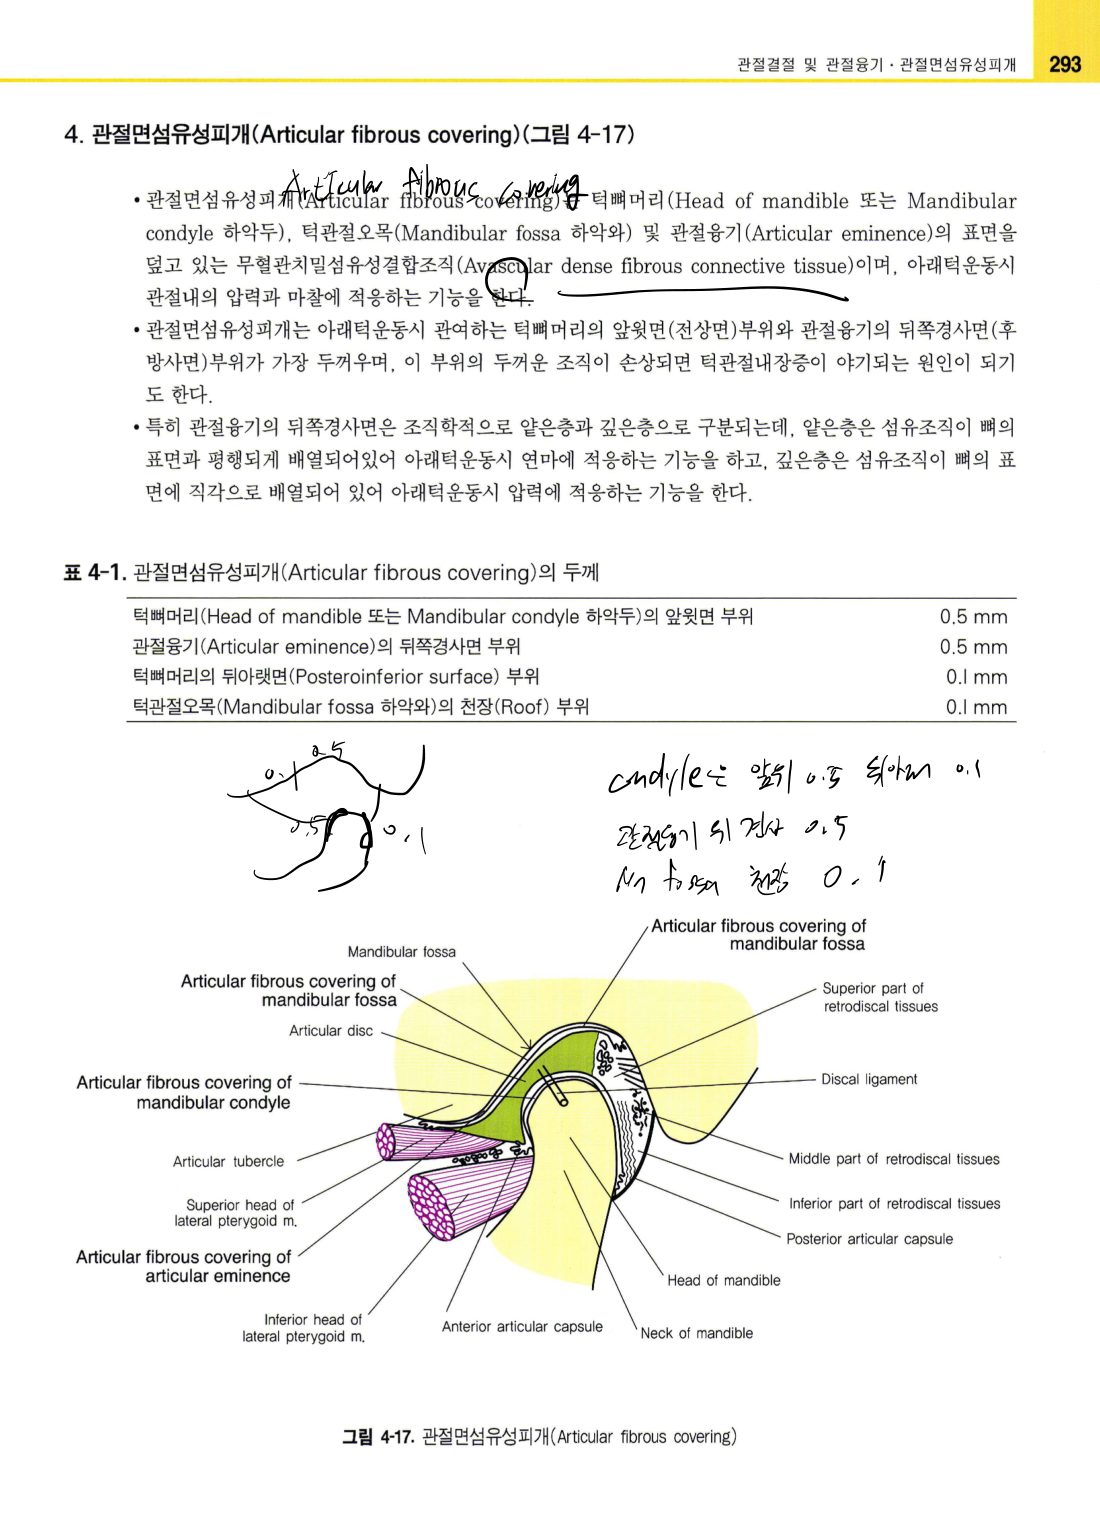 관절결절 및 관절융기 · 관절면섬유성피개 293
4. 관절면섬유성피개(Articular fibrous covering)(그림 4-17)
Articular fibrous covering
• 관절면섬유성피개(Articular fibrous covering)는 턱뼈머리(Head of mandible 또는 Mandibular
condyle 하악두), 턱관절오목(Mandibular fossa 하악와) 및 관절융기(Articular eminence)의 표면을
덮고 있는 무혈관치밀섬유성결합조직(Avascular dense fibrous connective tissue)이며, 아래턱운동시
관절내의 압력과 마찰에 적응하는 기능을 한다.
• 관절면섬유성피개는 아래턱운동시 관여하는 턱뼈머리의 앞윗면(전상면)부위와 관절융기의 뒤쪽경사면(후
방사면)부위가 가장 두꺼우며, 이 부위의 두꺼운 조직이 손상되면 턱관절내장증이 야기되는 원인이 되기
도 한다.
• 특히 관절융기의 뒤쪽경사면은 조직학적으로 얕은층과 깊은층으로 구분되는데, 얕은층은 섬유조직이 뼈의
표면과 평행되게 배열되어있어 아래턱운동시 연마에 적응하는 기능을 하고, 깊은층은 섬유조직이 뼈의 표
면에 직각으로 배열되어 있어 아래턱운동시 압력에 적응하는 기능을 한다.
표 4-1. 관절면섬유성피개(Articular fibrous covering)의 두께
턱뼈머리(Head of mandible 또는 Mandibular condyle 하악두)의 앞윗면 부위 0.5 mm
관절융기(Articular eminence)의 뒤쪽경사면 부위 0.5 mm
턱뼈머리의 뒤아랫면(Posteroinferior surface) 부위 0.1 mm
턱관절오목(Mandibular fossa 하악와)의 천장(Roof) 부위 0.1 mm
0.5
0.5
0.1
condyle은 앞위 0.5 뒤아래 0.1
관절융기 뒤 경사 0.5
fossa 천장 0.1
Articular fibrous covering of
mandibular fossa
Mandibular fossa
Articular fibrous covering of
mandibular fossa
Superior part of
retrodiscal tissues
Articular disc
Articular fibrous covering of
mandibular condyle
Discal ligament
Articular tubercle
Middle part of retrodiscal tissues
Superior head of
lateral pterygoid m.
Inferior part of retrodiscal tissues
Posterior articular capsule
Articular fibrous covering of
articular eminence
Head of mandible
Inferior head of
lateral pterygoid m.
Anterior articular capsule
Neck of mandible
그림 4-17. 관절면섬유성피개(Articular fibrous covering)